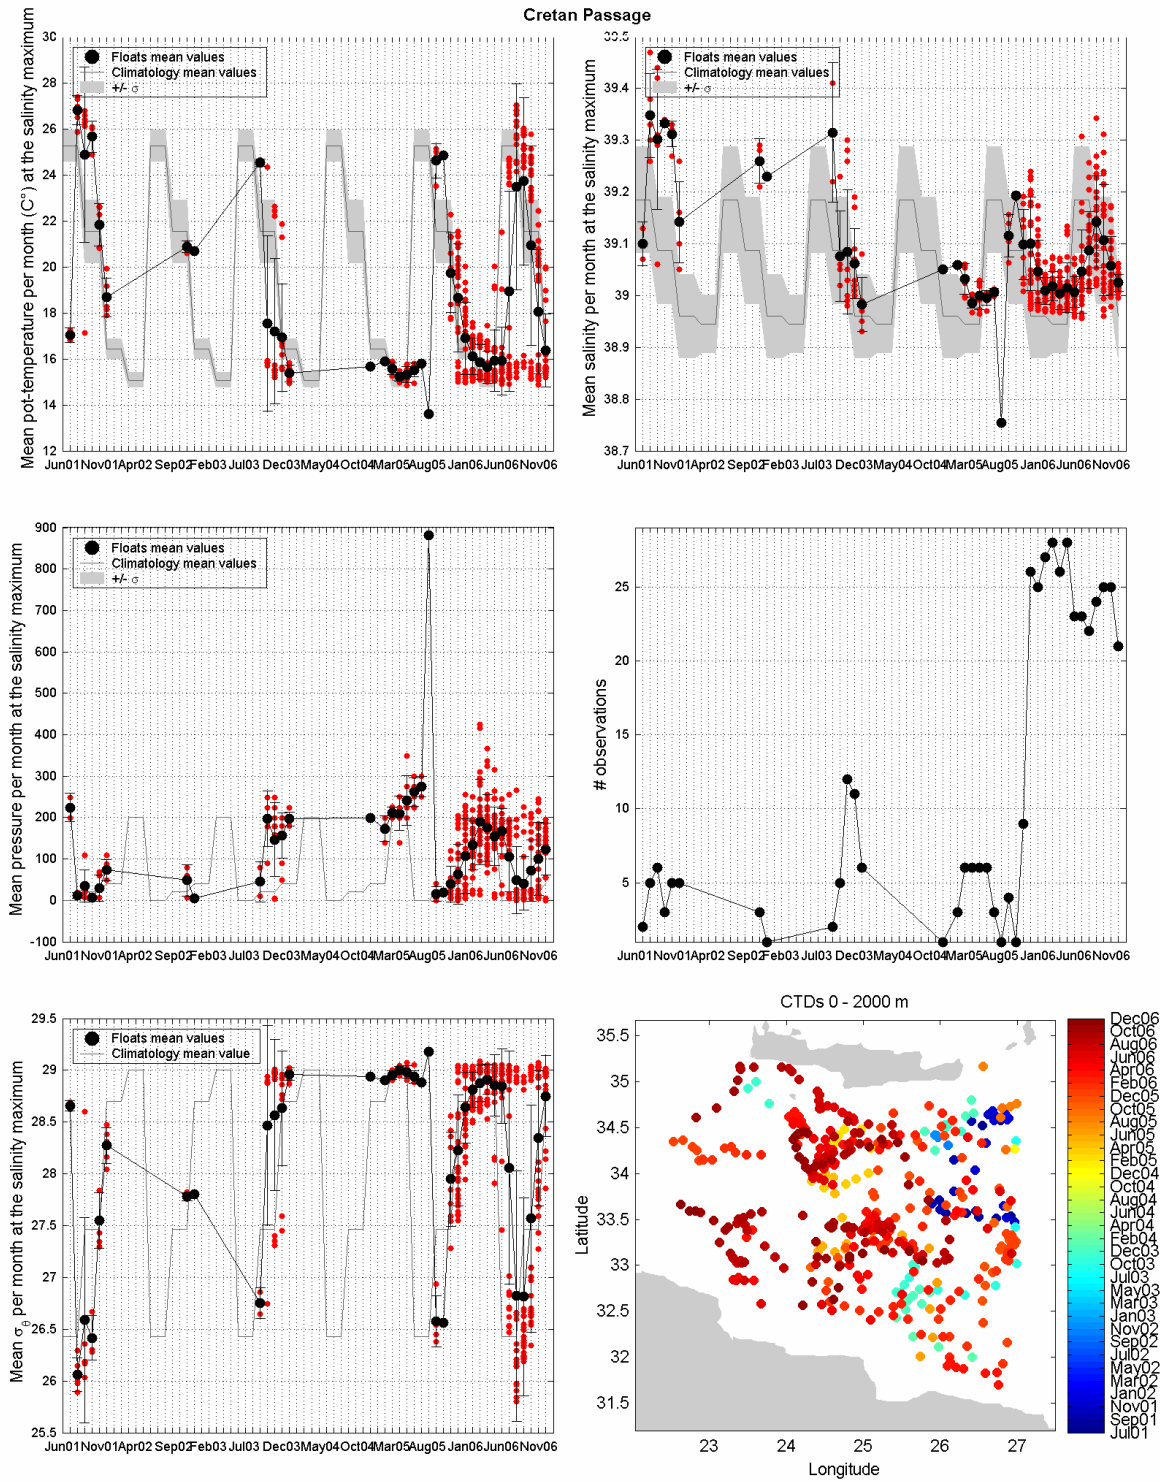 Cretan Passage
Mean pot-temperature per month (C°) at the salinity maximum
30
28
26
24
22
20
18
16
14
12
Floats mean values
Climatology mean values
+/- σ
Jun01 Nov01 Apr02 Sep02 Feb03 Jul03 Dec03 May04 Oct04 Mar05 Aug05 Jan06 Jun06 Nov06
Mean salinity per month at the salinity maximum
39.5
39.4
39.3
39.2
39.1
39
38.9
38.8
38.7
Floats mean values
Climatology mean values
+/- σ
Jun01 Nov01 Apr02 Sep02 Feb03 Jul03 Dec03 May04 Oct04 Mar05 Aug05 Jan06 Jun06 Nov06
Mean pressure per month at the salinity maximum
900
800
700
600
500
400
300
200
100
0
-100
Floats mean values
Climatology mean values
+/- σ
Jun01 Nov01 Apr02 Sep02 Feb03 Jul03 Dec03 May04 Oct04 Mar05 Aug05 Jan06 Jun06 Nov06
# observations
25
20
15
10
5
Jun01 Nov01 Apr02 Sep02 Feb03 Jul03 Dec03 May04 Oct04 Mar05 Aug05 Jan06 Jun06 Nov06
Mean σθ per month at the salinity maximum
29.5
29
28.5
28
27.5
27
26.5
26
25.5
Floats mean values
Climatology mean value
Jun01 Nov01 Apr02 Sep02 Feb03 Jul03 Dec03 May04 Oct04 Mar05 Aug05 Jan06 Jun06 Nov06
CTDs 0 - 2000 m
Latitude
35.5
35
34.5
34
33.5
33
32.5
32
31.5
23 24 25 26 27
Longitude
Dec06
Oct06
Aug06
Jun06
Apr06
Feb06
Dec05
Oct05
Aug05
Jun05
Apr05
Feb05
Dec04
Oct04
Aug04
Jun04
Apr04
Feb04
Dec03
Oct03
Jul03
May03
Mar03
Jan03
Nov02
Sep02
Jul02
May02
Mar02
Jan02
Nov01
Sep01
Jul01